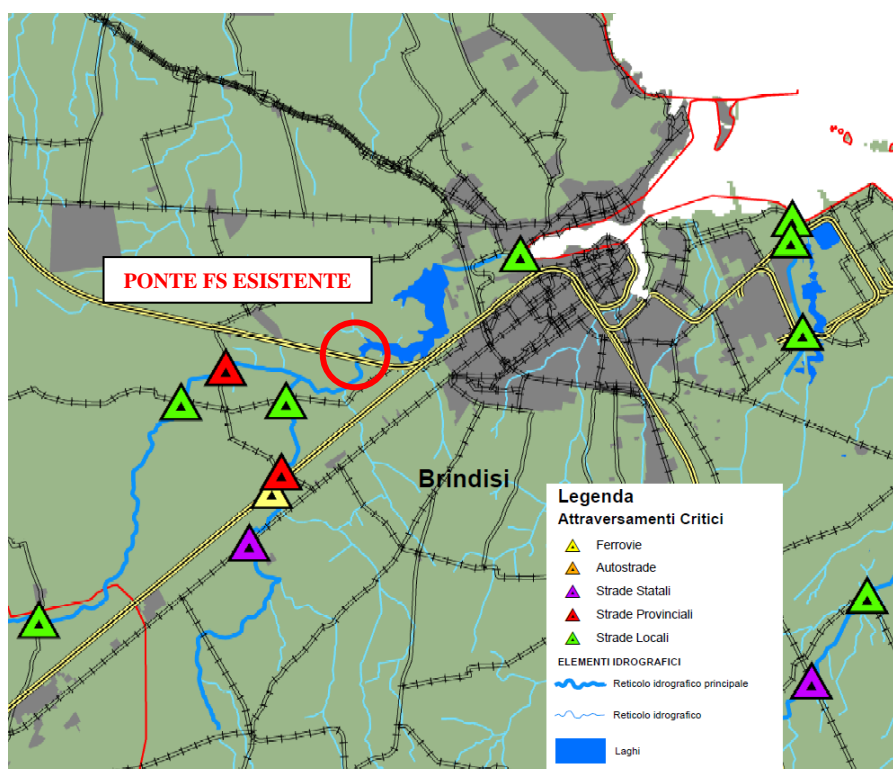 PONTE FS ESISTENTE
Brindisi
Legenda
Attraversamenti Critici
Ferrovie
Autostrade
Strade Statali
Strade Provinciali
Strade Locali
ELEMENTI IDROGRAFICI
Reticolo idrografico principale
Reticolo idrografico
Laghi